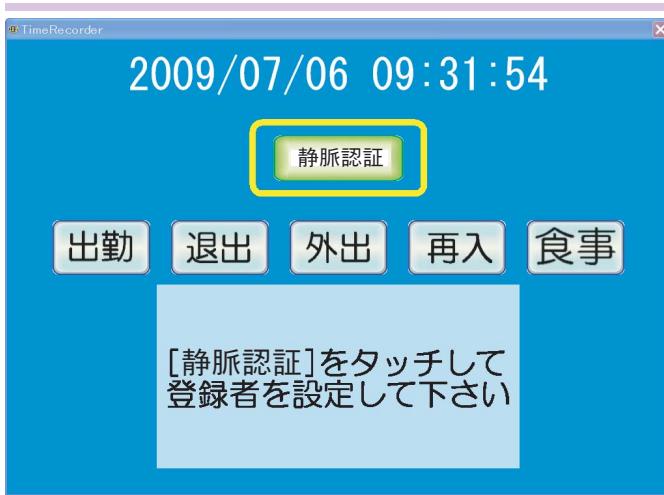 TimeRecorder
2009/07/06 09:31:54
静脈認証
出勤 退出 外出 再入 食事
[静脈認証]をタッチして
登録者を設定して下さい